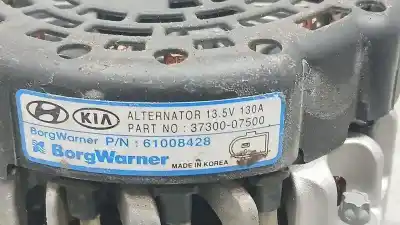 KIA ALTERNATOR 13.5V 130A
PART NO : 37300-07500
BorgWarner P/N : 61008428
BorgWarner
MADE IN KOREA